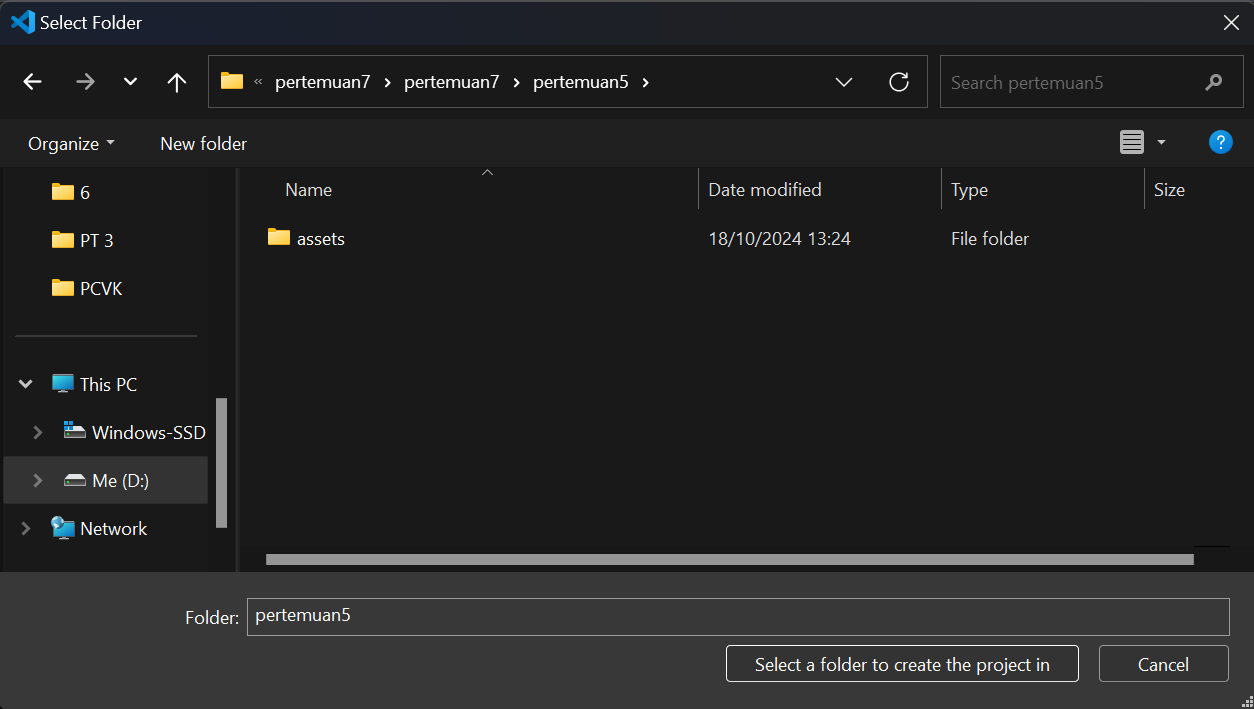 Select Folder
« pertemuan7 › pertemuan7 › pertemuan5 ›
Search pertemuan5
Organize
New folder
?
6
PT 3
PCVK
This PC
Windows-SSD
Me (D:)
Network
Name
Date modified
Type
Size
assets
18/10/2024 13:24
File folder
Folder:
pertemuan5
Select a folder to create the project in
Cancel